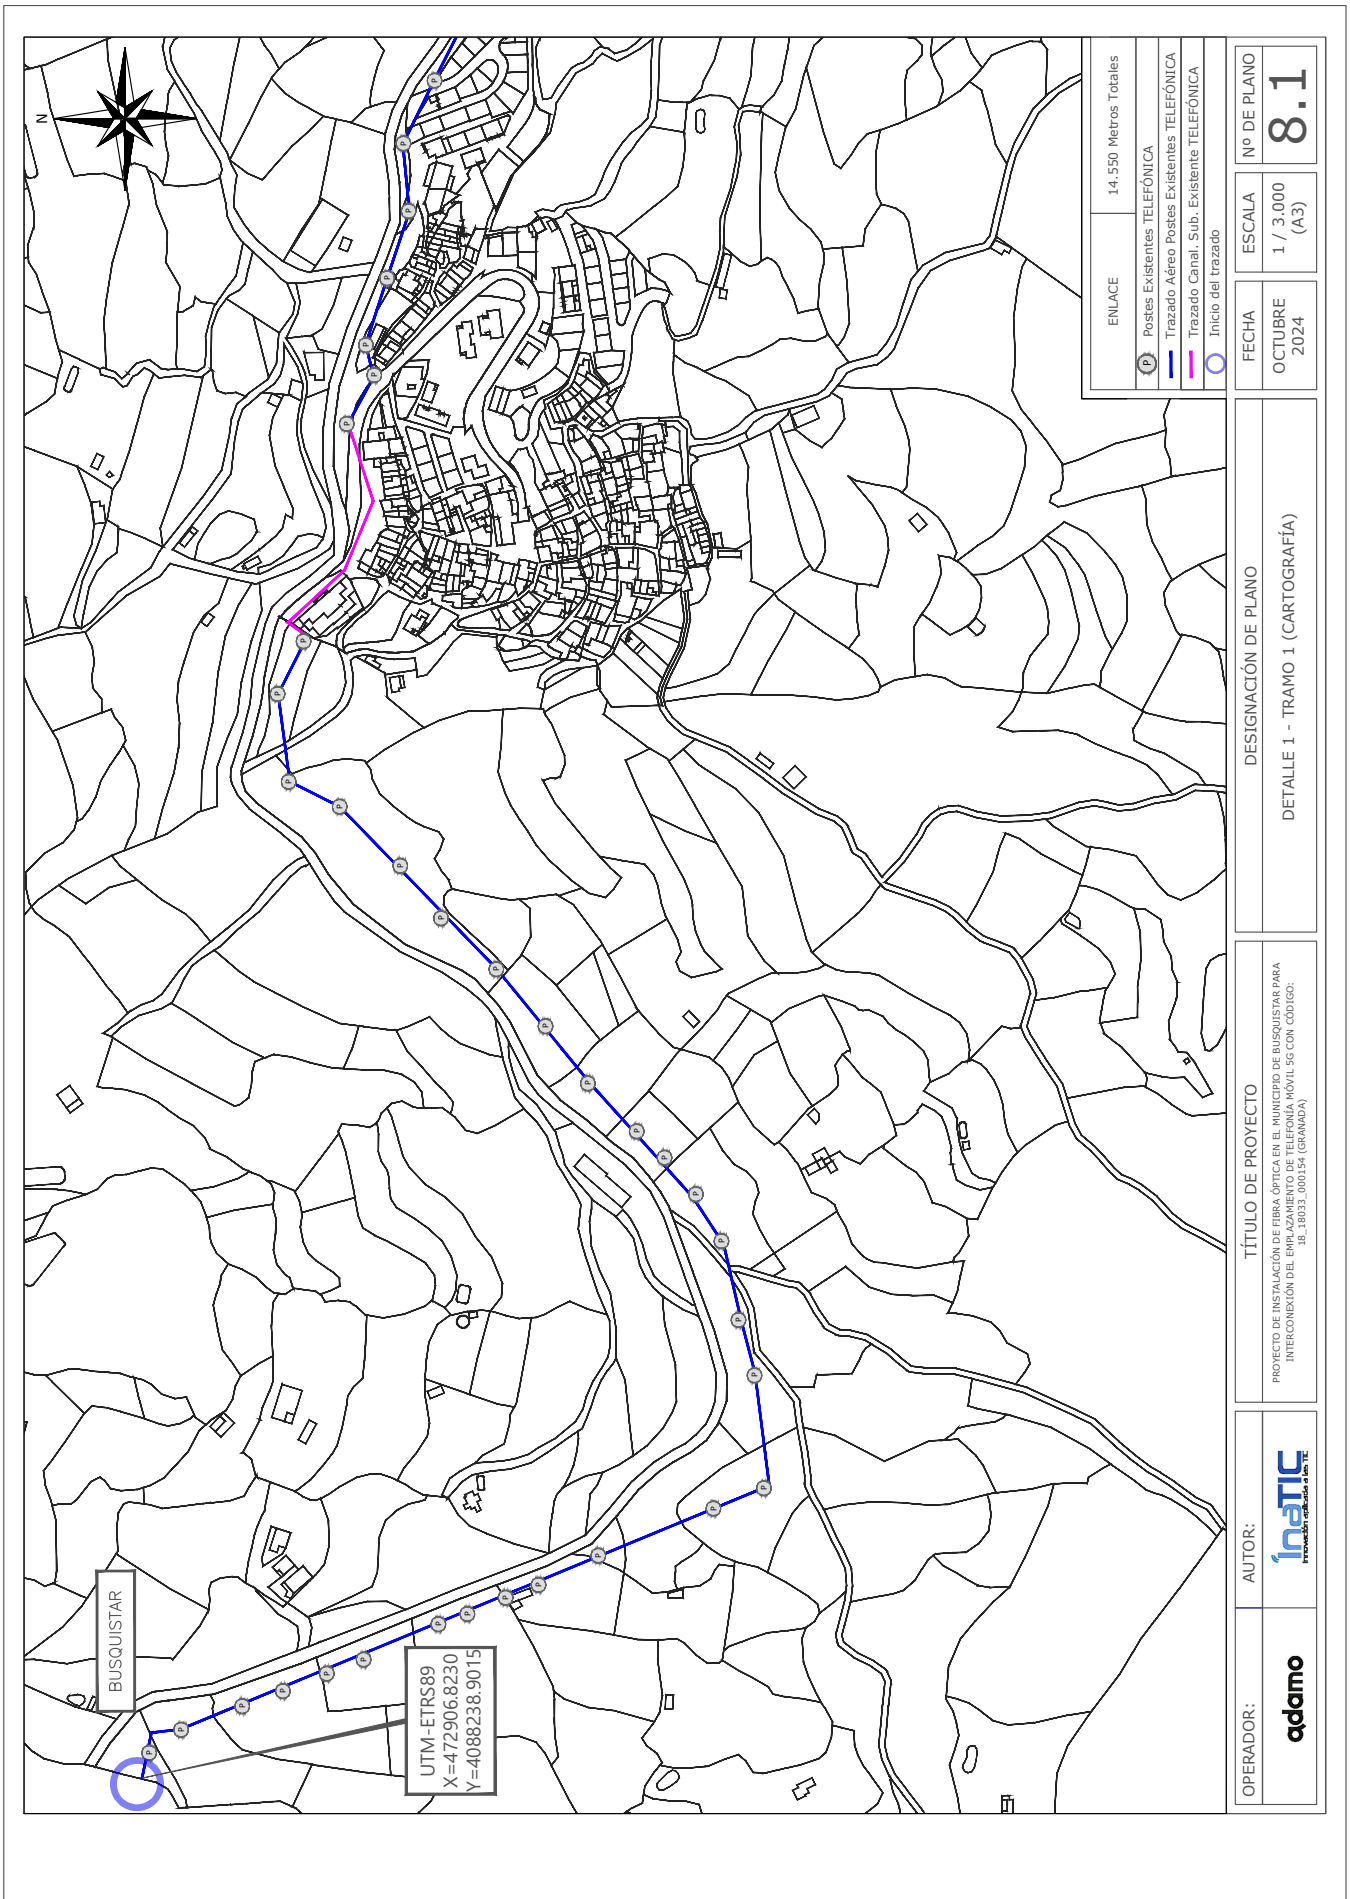 N
BUSQUISTAR
UTM-ETRS89
X=472906.8230
Y=4088238.9015
ENLACE
14.550 Metros Totales
P Postes Existentes TELEFÓNICA
Trazado Aéreo Postes Existentes TELEFÓNICA
Trazado Canal. Sub. Existente TELEFÓNICA
Inicio del trazado
OPERADOR:
adamo
AUTOR:
inaTIC
Innovación aplicada a las TIC
TÍTULO DE PROYECTO
PROYECTO DE INSTALACIÓN DE FIBRA ÓPTICA EN EL MUNICIPIO DE BUSQUISTAR PARA
INTERCONEXIÓN DEL EMPLAZAMIENTO DE TELEFONÍA MÓVIL 5G CON CÓDIGO:
18_18033_000154 (GRANADA)
DESIGNACIÓN DE PLANO
DETALLE 1 - TRAMO 1 (CARTOGRAFÍA)
FECHA
OCTUBRE
2024
ESCALA
1 / 3.000
(A3)
Nº DE PLANO
8.1